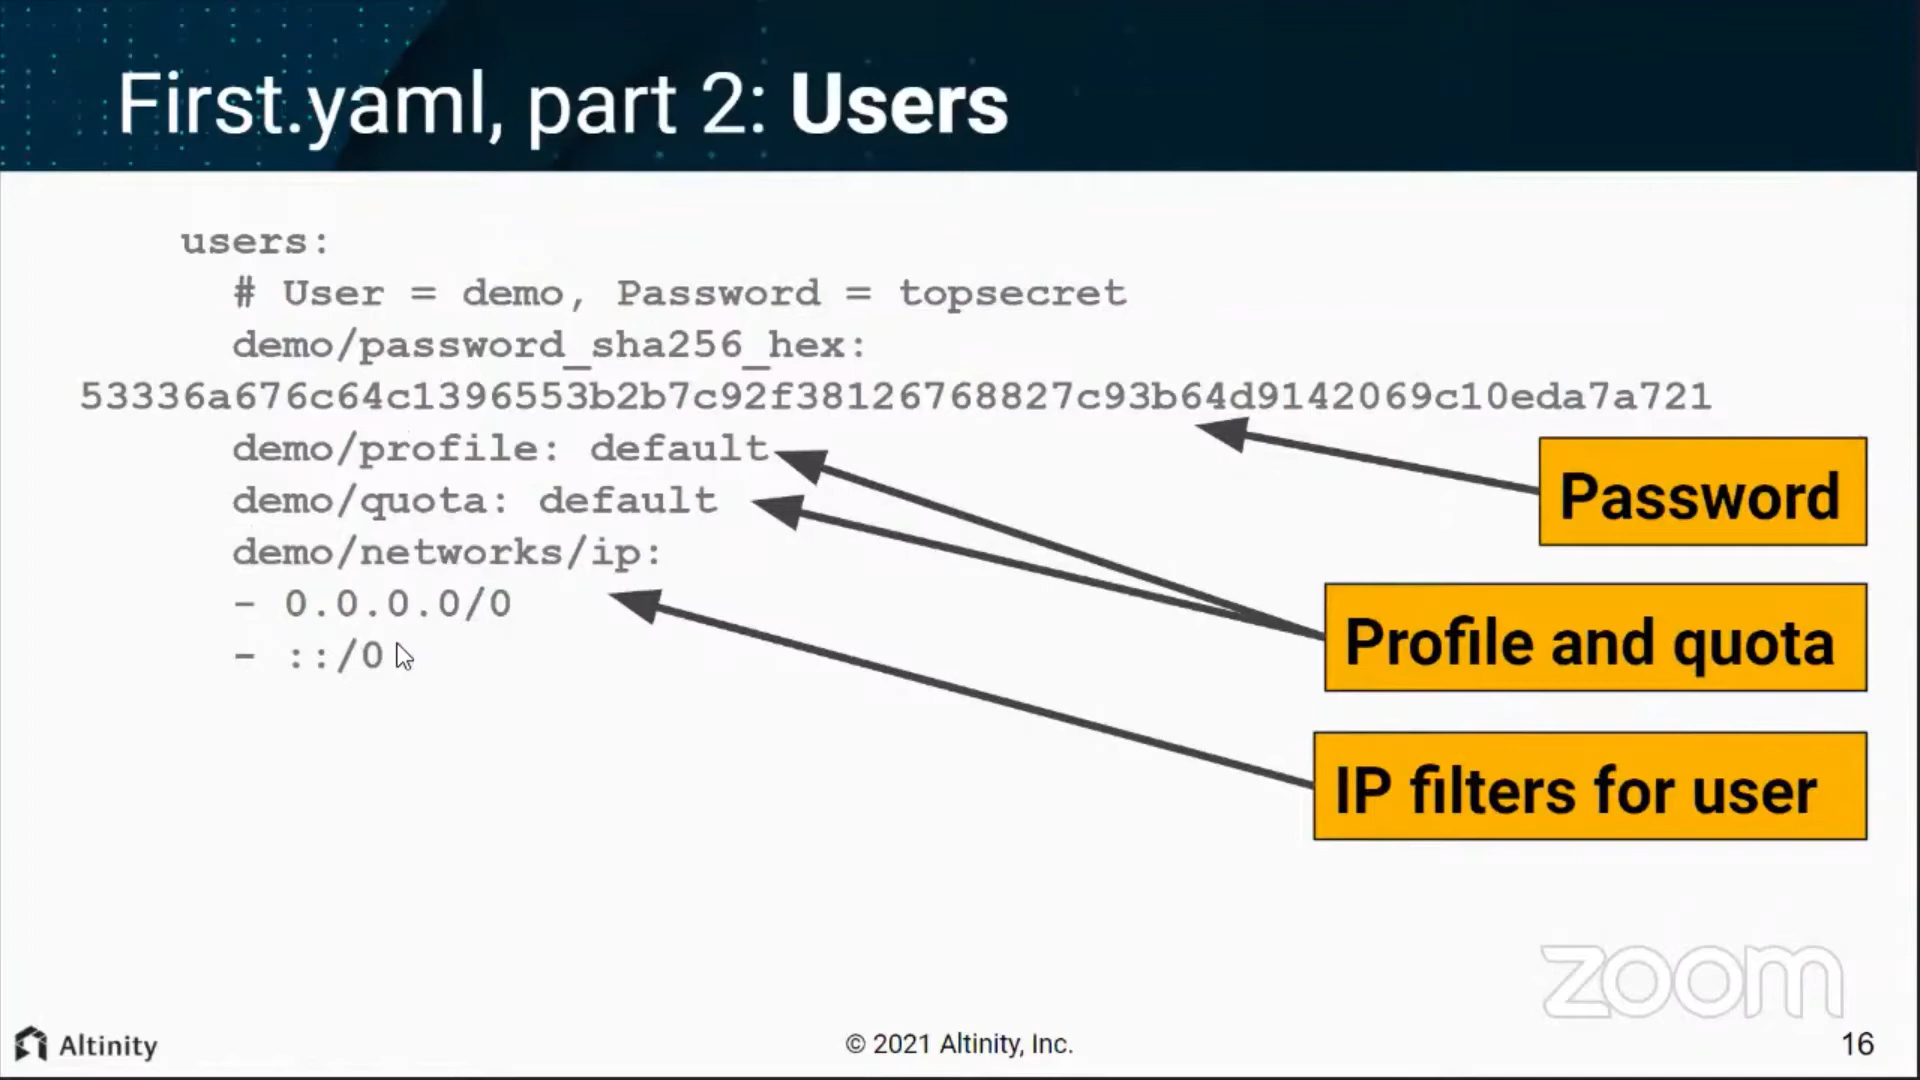 First.yaml, part 2: Users
users:
# User = demo, Password = topsecret
demo/password_sha256_hex:
53336a676c64c1396553b2b7c92f38126768827c93b64d9142069c10eda7a721
demo/profile: default
demo/quota: default
demo/networks/ip:
- 0.0.0.0/0
- ::/0
Password
Profile and quota
IP filters for user
zoom
Altinity
© 2021 Altinity, Inc.
16